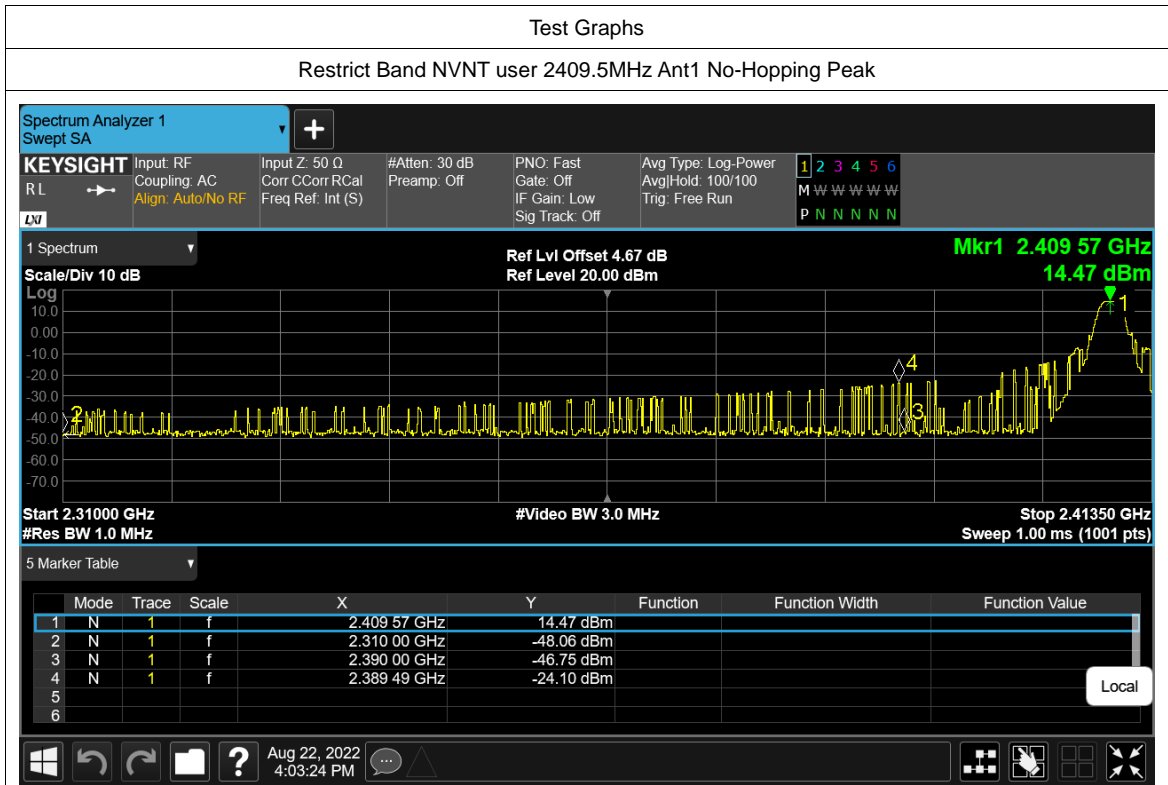 Test Graphs
Restrict Band NVNT user 2409.5MHz Ant1 No-Hopping Peak
Spectrum Analyzer 1
Swept SA
+
KEYSIGHT Input: RF Input Z: 50 Ω #Atten: 30 dB PNO: Fast Avg Type: Log-Power 1 2 3 4 5 6
R L Coupling: AC Corr CCorr RCal Preamp: Off Gate: Off Avg|Hold: 100/100 M W W W W W
Align: Auto/No RF Freq Ref: Int (S) IF Gain: Low Trig: Free Run
LXI Sig Track: Off P N N N N N
1 Spectrum Ref Lvl Offset 4.67 dB Mkr1 2.409 57 GHz
Scale/Div 10 dB Ref Level 20.00 dBm 14.47 dBm
Log
10.0
0.00
-10.0
-20.0
-30.0
-40.0
-50.0
-60.0
-70.0
1
2
3
4
Start 2.31000 GHz #Video BW 3.0 MHz Stop 2.41350 GHz
#Res BW 1.0 MHz Sweep 1.00 ms (1001 pts)
5 Marker Table
Mode Trace Scale X Y Function Function Width Function Value
1 N 1 f 2.409 57 GHz 14.47 dBm
2 N 1 f 2.310 00 GHz -48.06 dBm
3 N 1 f 2.390 00 GHz -46.75 dBm
4 N 1 f 2.389 49 GHz -24.10 dBm
5
6
Local
? Aug 22, 2022
4:03:24 PM